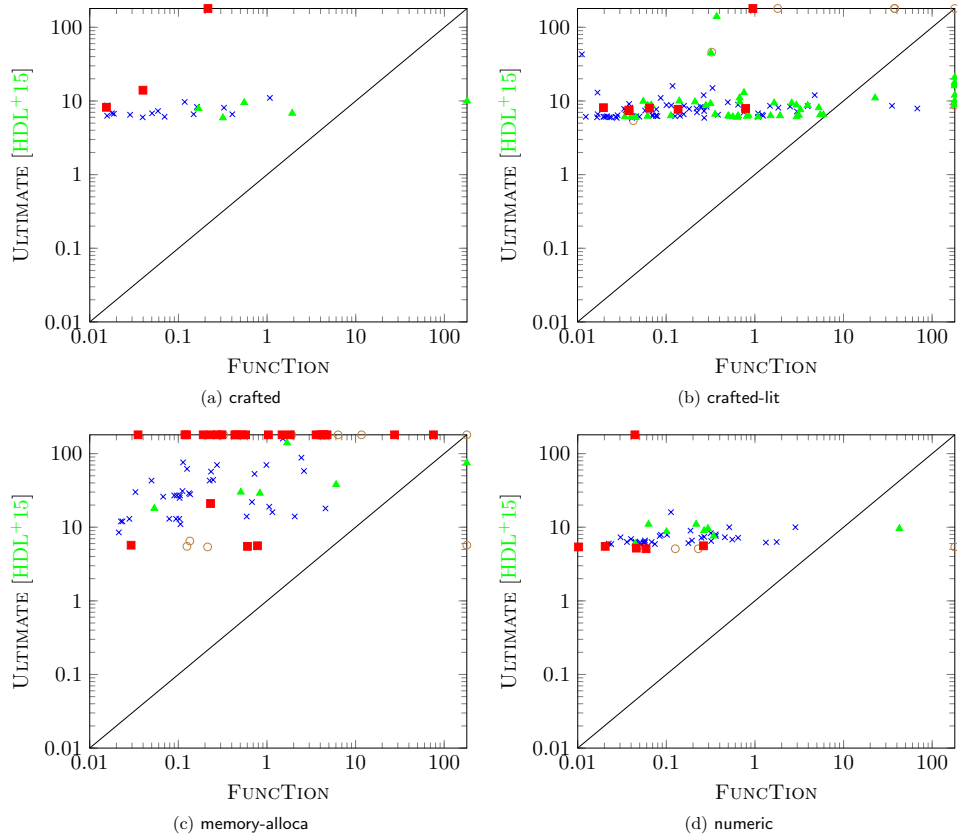 100
10
1
0.1
0.01
ULTIMATE [HDL+15]
0.01 0.1 1 10 100
FUNCTION
(a) crafted
100
10
1
0.1
0.01
ULTIMATE [HDL+15]
0.01 0.1 1 10 100
FUNCTION
(b) crafted-lit
100
10
1
0.1
0.01
ULTIMATE [HDL+15]
0.01 0.1 1 10 100
FUNCTION
(c) memory-alloca
100
10
1
0.1
0.01
ULTIMATE [HDL+15]
0.01 0.1 1 10 100
FUNCTION
(d) numeric